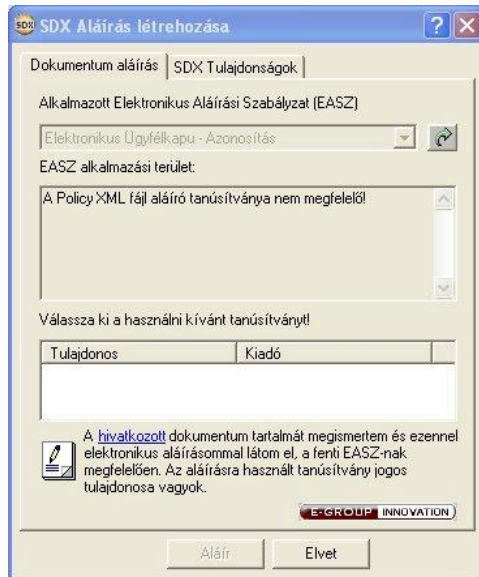 SDX
SDX Aláírás létrehozása
Dokumentum aláírás
SDX Tulajdonságok
Alkalmazott Elektronikus Aláírási Szabályzat (EASZ)
Elektronikus Ügyfélkapu - Azonosítás
EASZ alkalmazási terület:
A Policy XML fájl aláíró tanúsítványa nem megfelelő!
Válassza ki a használni kívánt tanúsítványt!
Tulajdonos
Kiadó
A hivatkozott dokumentum tartalmát megismertem és ezennel
elektronikus aláírásommal látom el, a fenti EASZ-nak
megfelelően. Az aláírásra használt tanúsítvány jogos
tulajdonosa vagyok.
E-GROUP INNOVATION
Aláír
Elvet